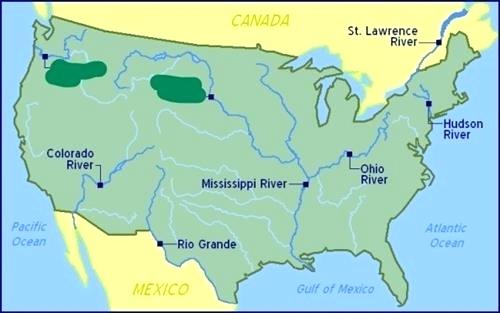 CANADA
St. Lawrence
River
Hudson
River
Colorado
River
Ohio
River
Mississippi River
Pacific
Ocean
Atlantic
Ocean
Rio Grande
MEXICO
Gulf of Mexico